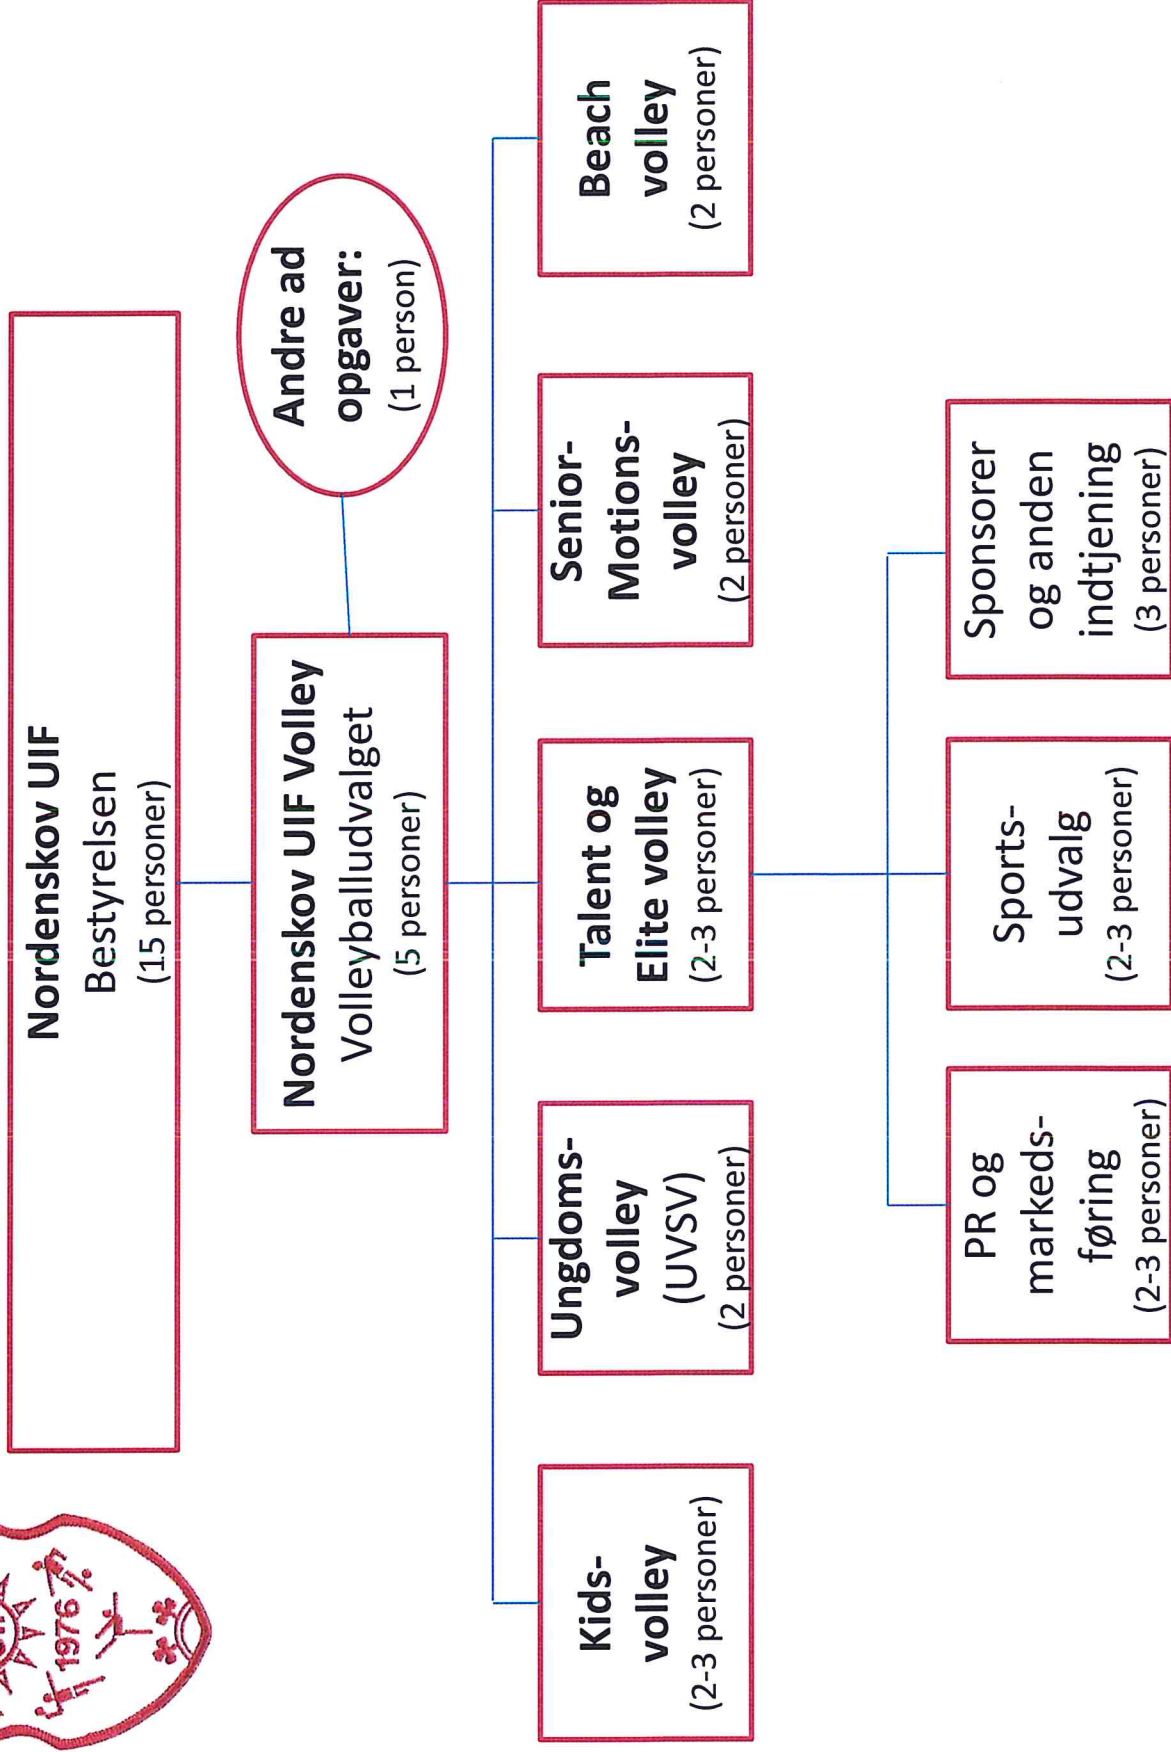 1976
Nordenskov UIF
Bestyrelsen
(15 personer)
Nordenskov UIF Volley
Volleyballudvalget
(5 personer)
Andre ad
opgaver:
(1 person)
Kids-
volley
(2-3 personer)
Ungdoms-
volley
(UVSV)
(2 personer)
Talent og
Elite volley
(2-3 personer)
Senior-
Motions-
volley
(2 personer)
Beach
volley
(2 personer)
PR og
markeds-
føring
(2-3 personer)
Sports-
udvalg
(2-3 personer)
Sponsorer
og anden
indtjening
(3 personer)